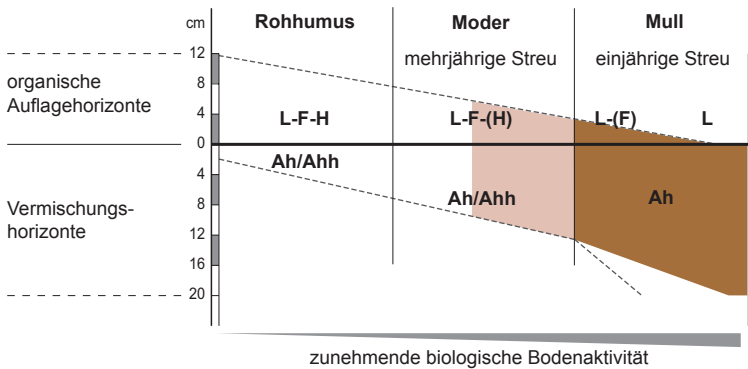 cm
Rohhumus
Moder
Mull
mehrjährige Streu
einjährige Streu
12
8
4
0
organische
Auflagehorizonte
L-F-H
L-F-(H)
L-(F)
L
Ah/Ahh
Ah/Ahh
Ah
Vermischungs-
horizonte
4
8
12
16
20
zunehmende biologische Bodenaktivität